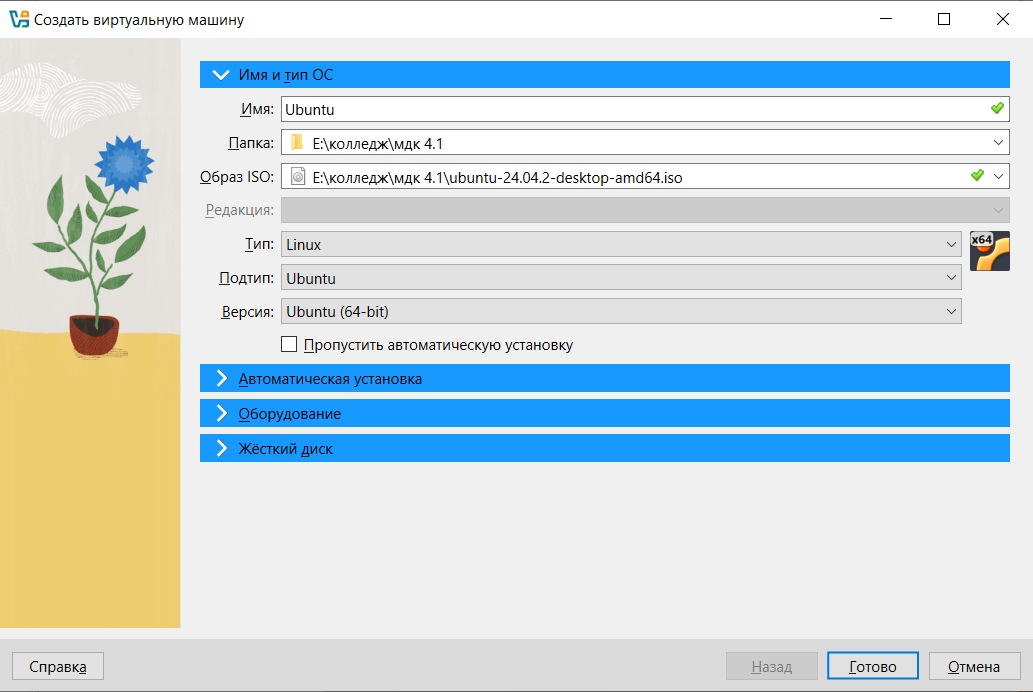 Создать виртуальную машину
Имя и тип ОС
Имя: Ubuntu
Папка: E:\колледж\мдк 4.1
Образ ISO: E:\колледж\мдк 4.1\ubuntu-24.04.2-desktop-amd64.iso
Редакция:
Тип: Linux
x64
Подтип: Ubuntu
Версия: Ubuntu (64-bit)
Пропустить автоматическую установку
Автоматическая установка
Оборудование
Жёсткий диск
Справка Назад Готово Отмена